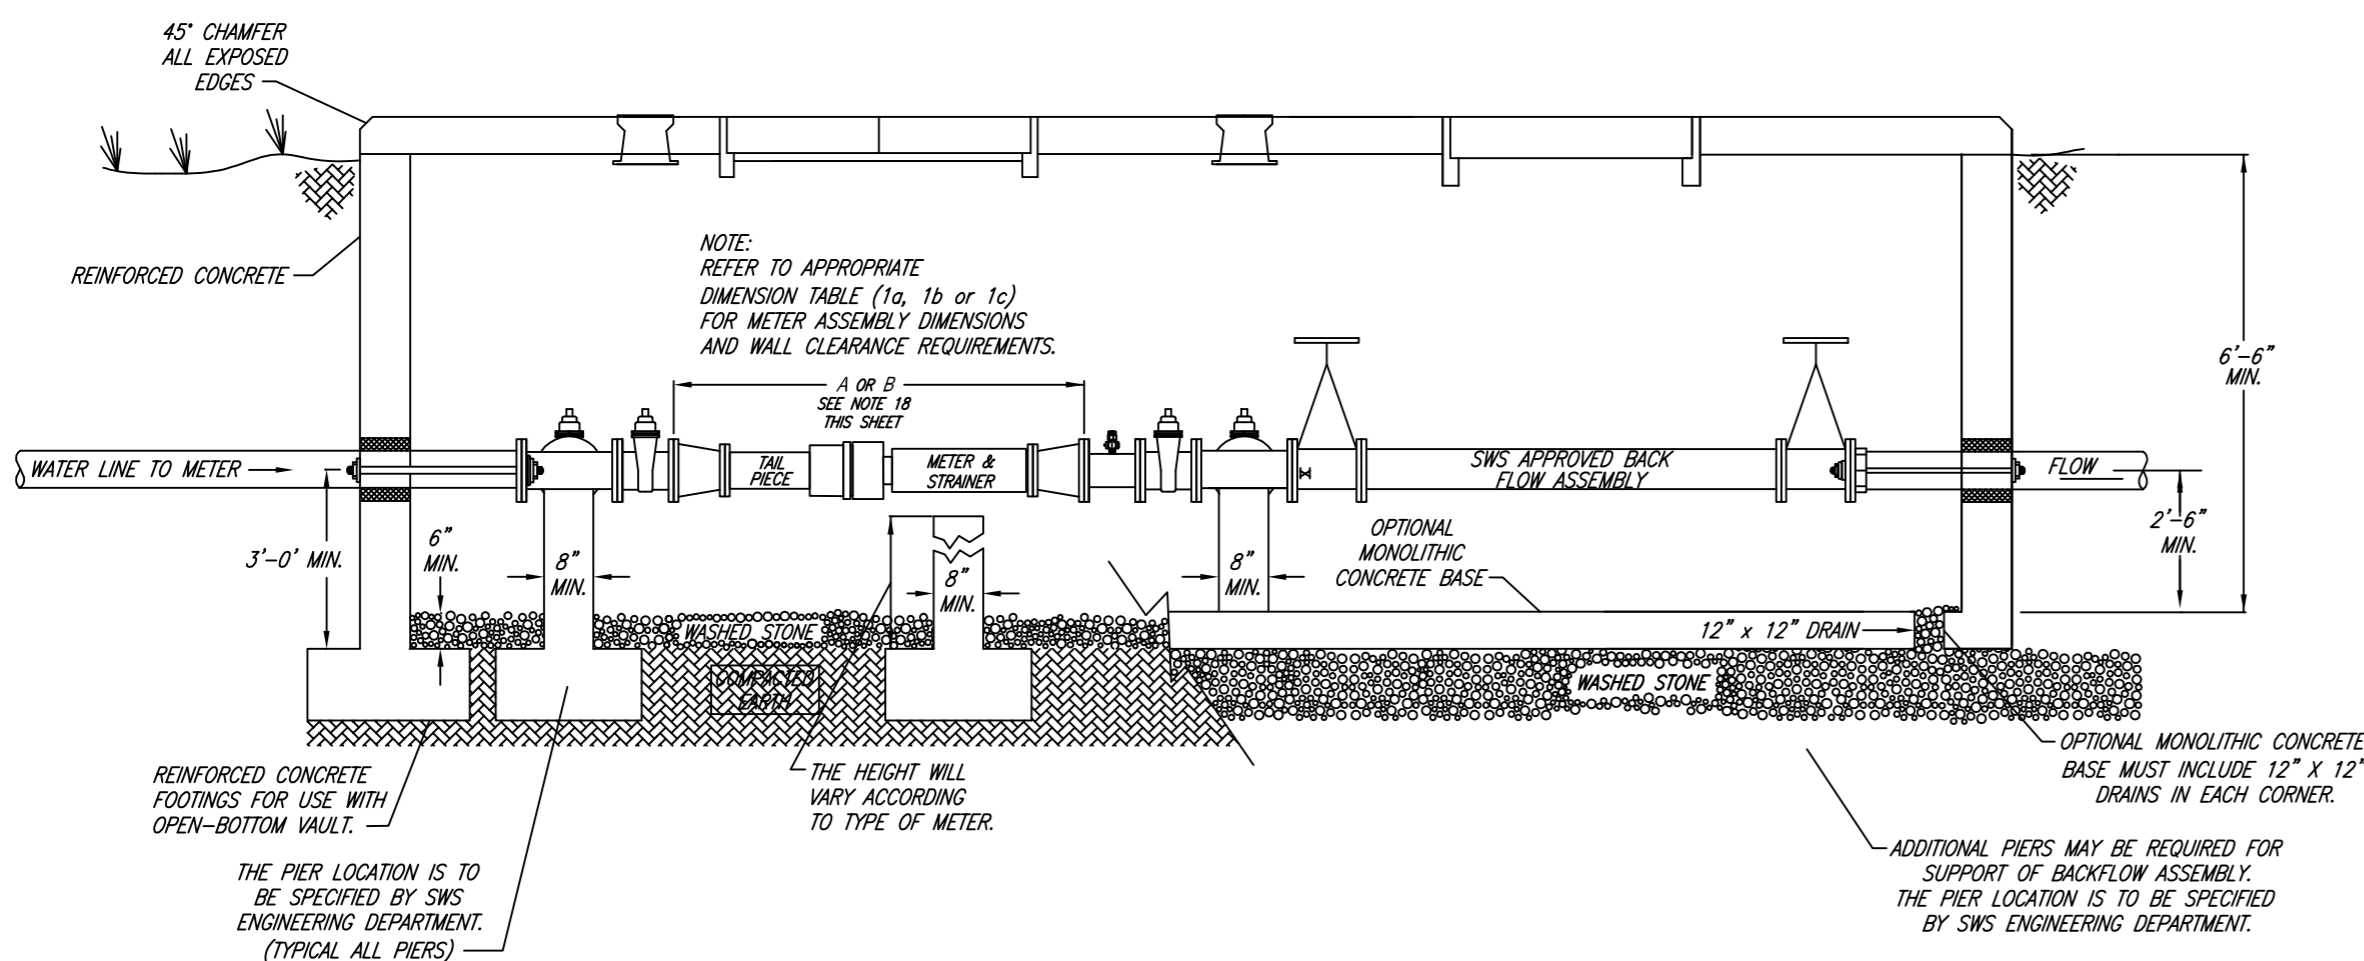 45° CHAMFER
ALL EXPOSED
EDGES
REINFORCED CONCRETE
NOTE:
REFER TO APPROPRIATE
DIMENSION TABLE (1a, 1b or 1c)
FOR METER ASSEMBLY DIMENSIONS
AND WALL CLEARANCE REQUIREMENTS.
A OR B
SEE NOTE 18
THIS SHEET
6'-6"
MIN.
WATER LINE TO METER
TAIL
PIECE
METER &
STRAINER
SWS APPROVED BACK
FLOW ASSEMBLY
FLOW
3'-0' MIN.
6"
MIN.
8"
MIN.
8"
MIN.
8"
MIN.
OPTIONAL
MONOLITHIC
CONCRETE BASE
2'-6"
MIN.
WASHED STONE
12" x 12" DRAIN
COMPACTED
EARTH
WASHED STONE
REINFORCED CONCRETE
FOOTINGS FOR USE WITH
OPEN-BOTTOM VAULT.
THE HEIGHT WILL
VARY ACCORDING
TO TYPE OF METER.
OPTIONAL MONOLITHIC CONCRETE
BASE MUST INCLUDE 12" X 12"
DRAINS IN EACH CORNER.
THE PIER LOCATION IS TO
BE SPECIFIED BY SWS
ENGINEERING DEPARTMENT.
(TYPICAL ALL PIERS)
ADDITIONAL PIERS MAY BE REQUIRED FOR
SUPPORT OF BACKFLOW ASSEMBLY.
THE PIER LOCATION IS TO BE SPECIFIED
BY SWS ENGINEERING DEPARTMENT.